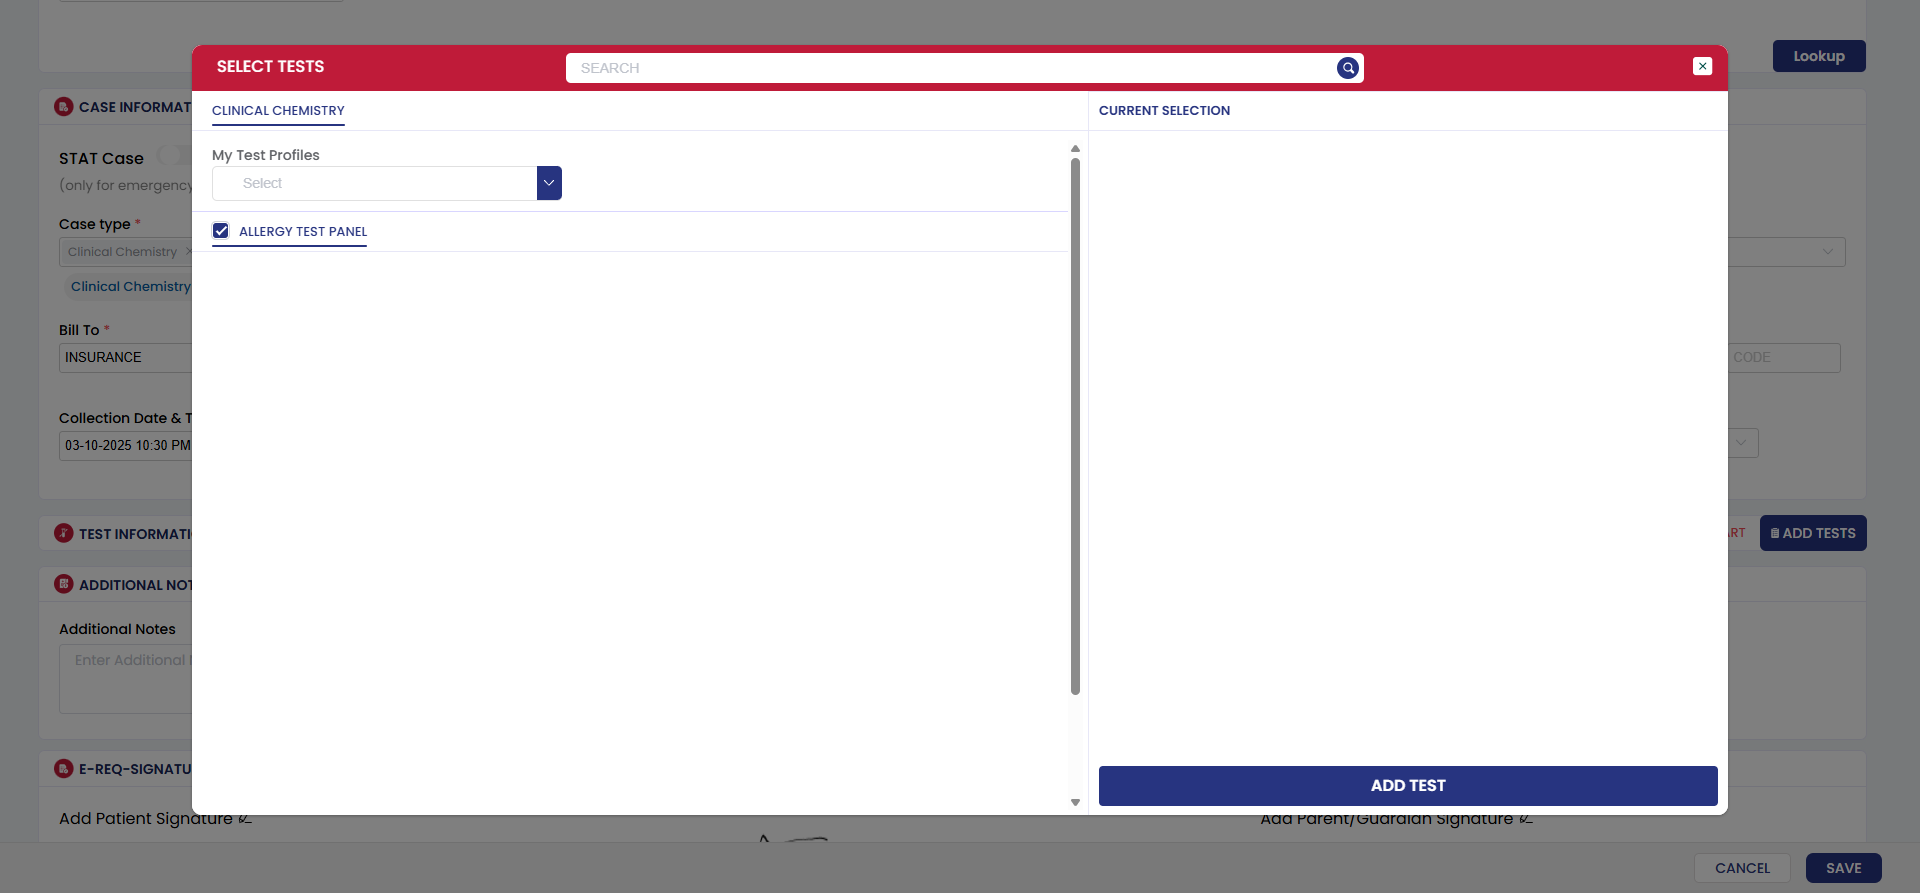 Lookup
SELECT TESTS
SEARCH
CASE INFORMAT
CLINICAL CHEMISTRY
CURRENT SELECTION
STAT Case
(only for emergency
My Test Profiles
Select
Case type *
ALLERGY TEST PANEL
Clinical Chemistry
Clinical Chemistry
Bill To *
INSURANCE
CODE
Collection Date & T
03-10-2025 10:30 PM
TEST INFORMATI
RT
ADD TESTS
ADDITIONAL NOT
Additional Notes
Enter Additional
E-REQ-SIGNATU
ADD TEST
Add Patient Signature
Add Parent/Guardian Signature
CANCEL
SAVE